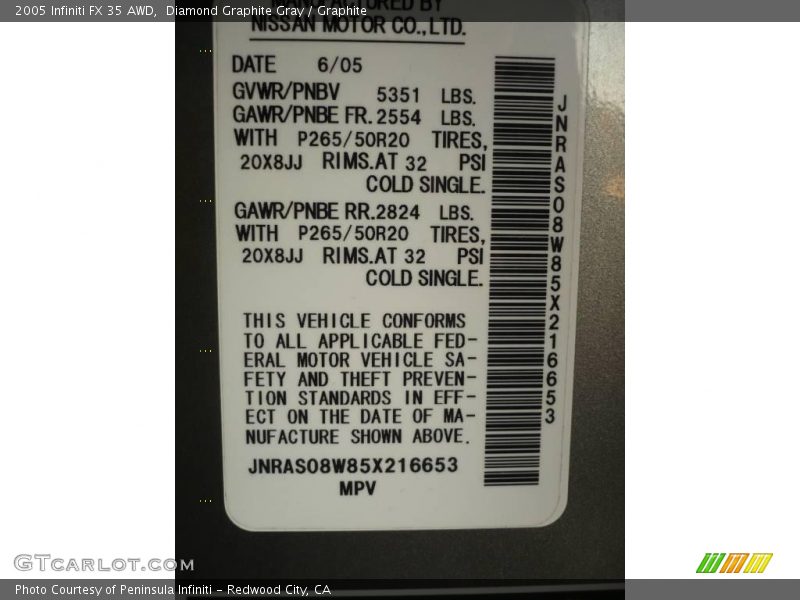 2005 Infiniti FX 35 AWD, Diamond Graphite Gray / Graphite
MANUFACTURED BY
NISSAN MOTOR CO., LTD.
DATE 6/05
GVWR/PNBV 5351 LBS.
GAWR/PNBE FR. 2554 LBS.
WITH P265/50R20 TIRES,
20X8JJ RIMS. AT 32 PSI
COLD SINGLE.
GAWR/PNBE RR. 2824 LBS.
WITH P265/50R20 TIRES,
20X8JJ RIMS. AT 32 PSI
COLD SINGLE.
THIS VEHICLE CONFORMS
TO ALL APPLICABLE FED-
ERAL MOTOR VEHICLE SA-
FETY AND THEFT PREVEN-
TION STANDARDS IN EFF-
ECT ON THE DATE OF MA-
NUFACTURE SHOWN ABOVE.
JNRAS08W85X216653
MPV
JNRAS08W85X216653
GTCARLOT.COM
Photo Courtesy of Peninsula Infiniti - Redwood City, CA